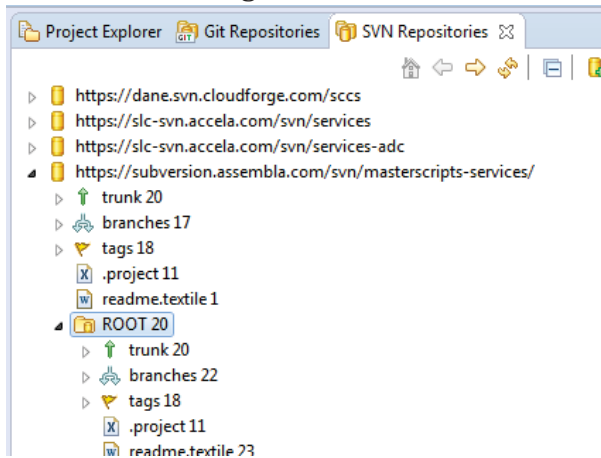 Project Explorer Git Repositories SVN Repositories
https://dane.svn.cloudforge.com/sccs
https://slc-svn.accela.com/svn/services
https://slc-svn.accela.com/svn/services-adc
https://subversion.assembla.com/svn/masterscripts-services/
trunk 20
branches 17
tags 18
.project 11
readme.textile 1
ROOT 20
trunk 20
branches 22
tags 18
.project 11
readme.textile 23